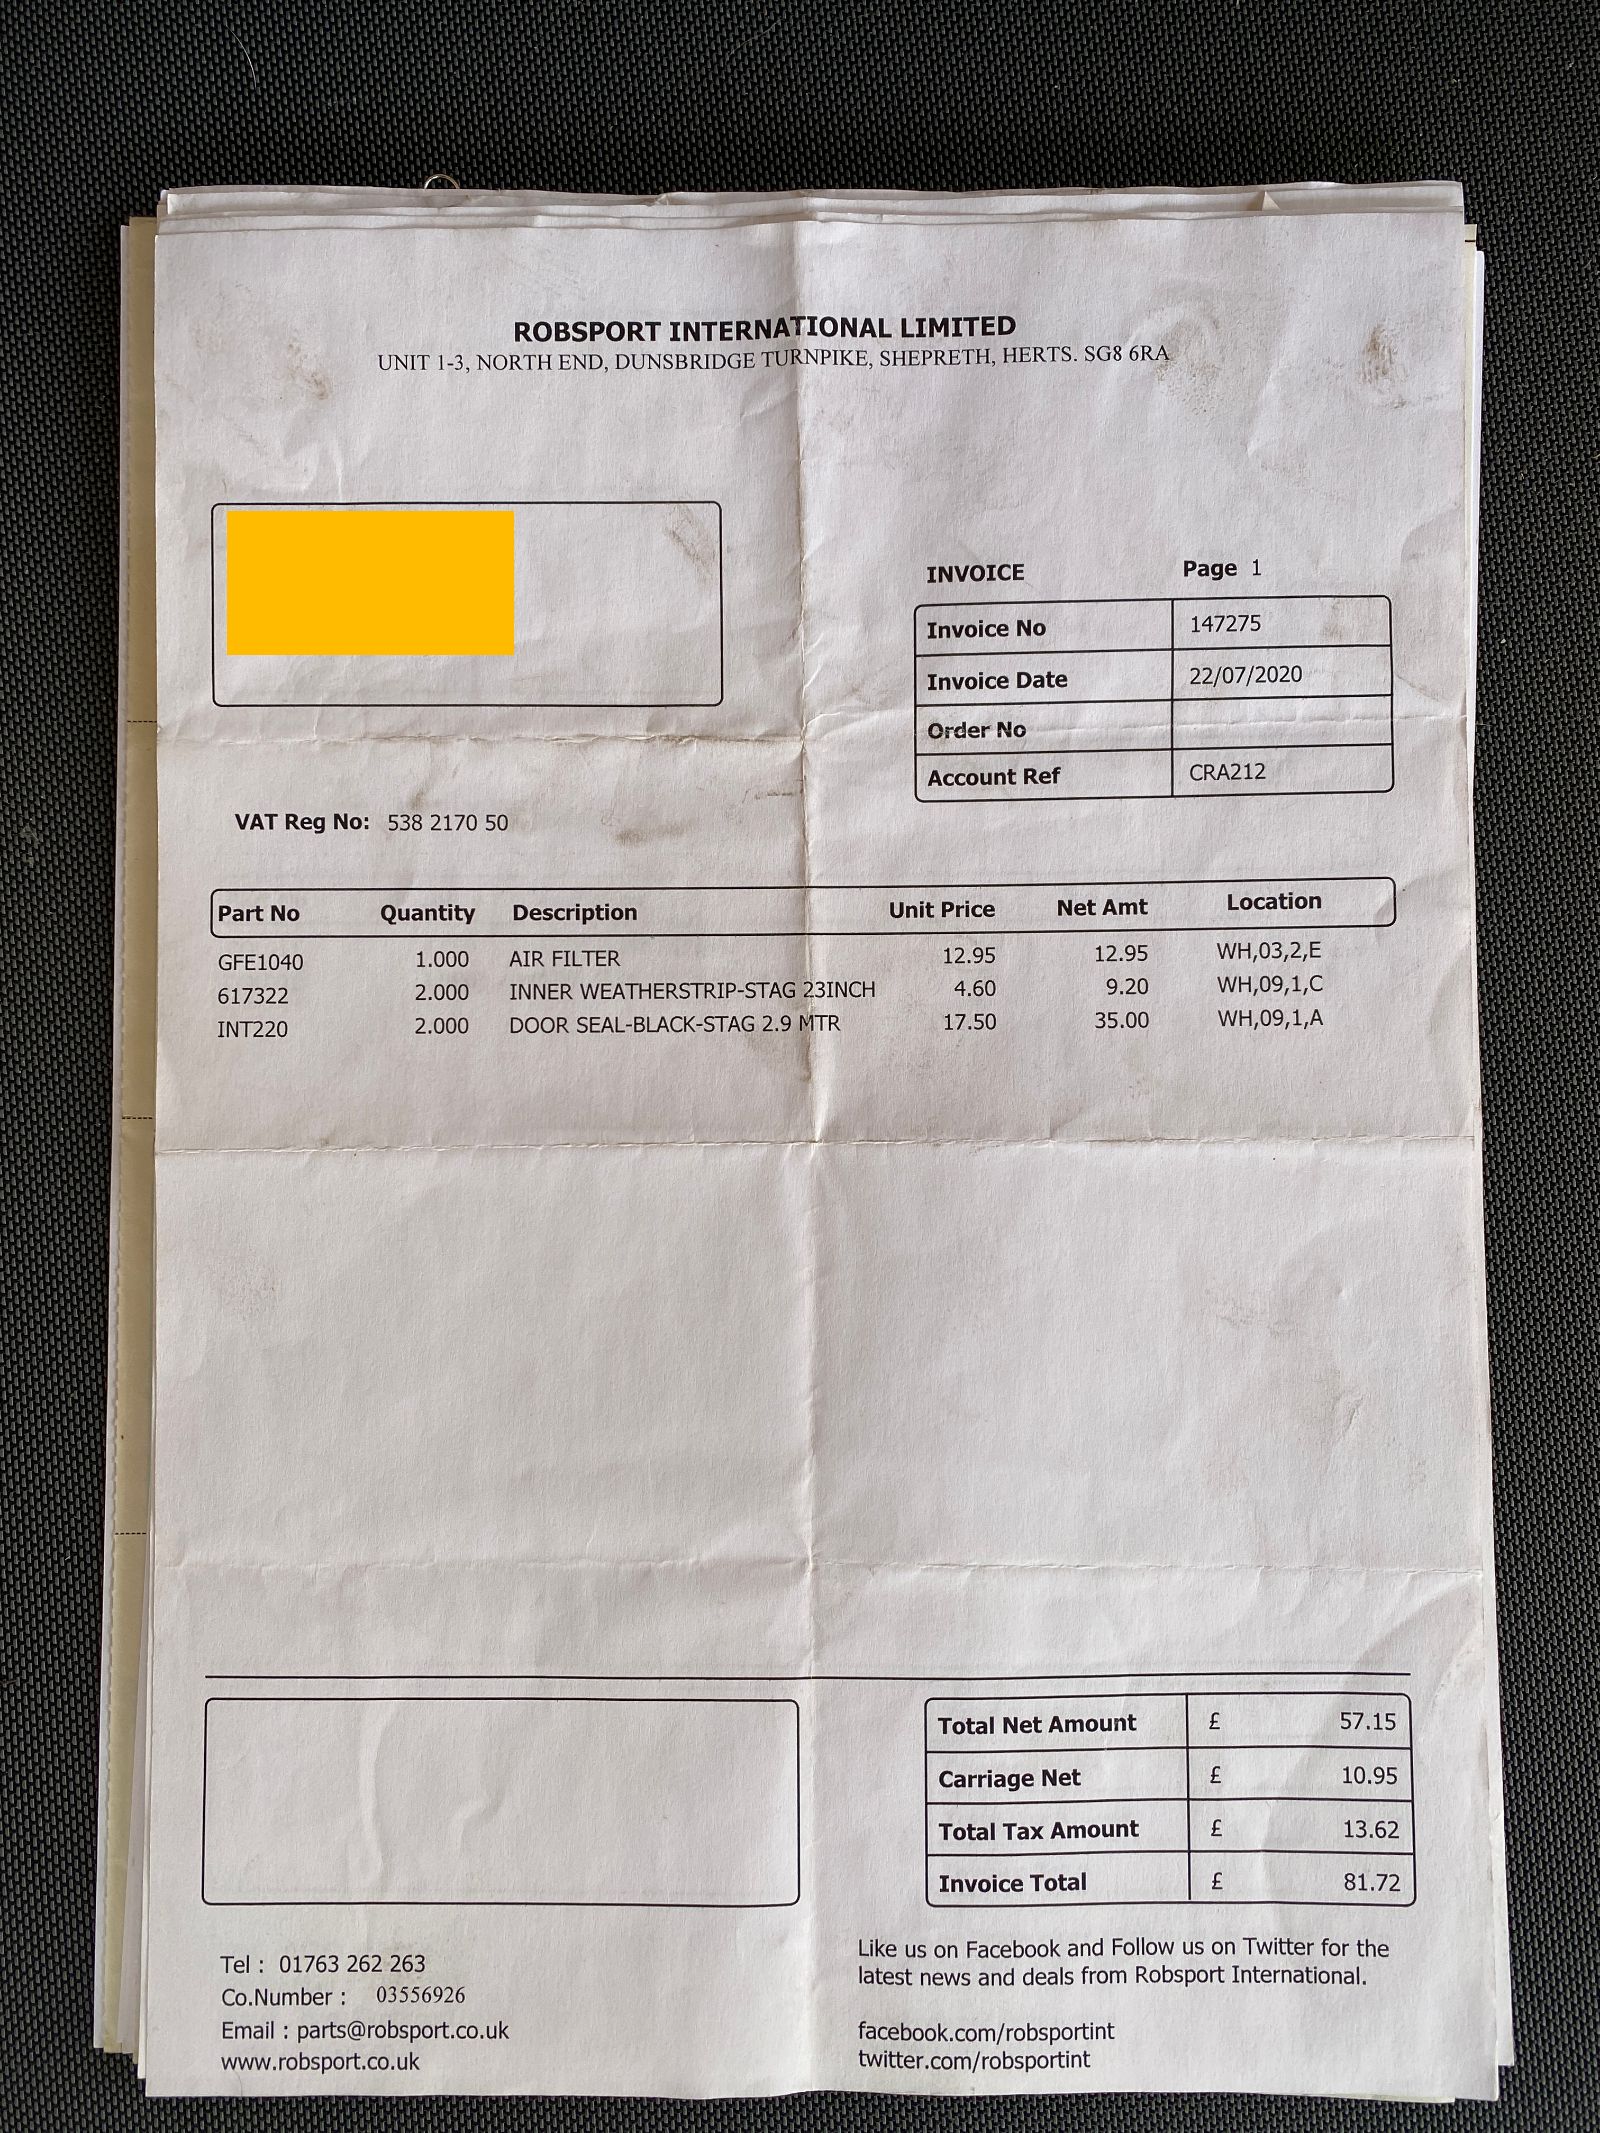 ROBSPORT INTERNATIONAL LIMITED
UNIT 1-3, NORTH END, DUNSBRIDGE TURNPIKE, SHEPRETH, HERTS. SG8 6RA
INVOICE Page 1
Invoice No 147275
Invoice Date 22/07/2020
Order No
Account Ref CRA212
VAT Reg No: 538 2170 50
Part No Quantity Description Unit Price Net Amt Location
GFE1040 1.000 AIR FILTER 12.95 12.95 WH,03,2,E
617322 2.000 INNER WEATHERSTRIP-STAG 23INCH 4.60 9.20 WH,09,1,C
INT220 2.000 DOOR SEAL-BLACK-STAG 2.9 MTR 17.50 35.00 WH,09,1,A
Total Net Amount £ 57.15
Carriage Net £ 10.95
Total Tax Amount £ 13.62
Invoice Total £ 81.72
Tel : 01763 262 263
Co.Number : 03556926
Email : parts@robsport.co.uk
www.robsport.co.uk
Like us on Facebook and Follow us on Twitter for the
latest news and deals from Robsport International.
facebook.com/robsportint
twitter.com/robsportint